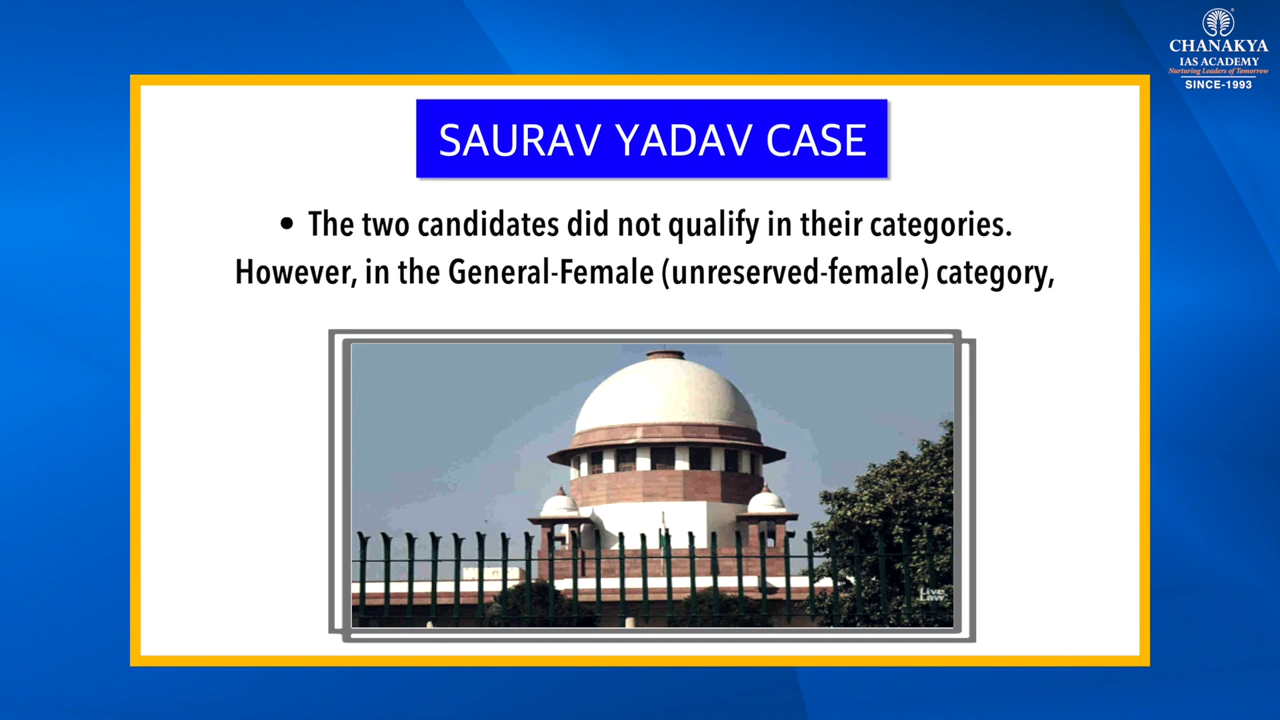 CHANAKYA
IAS ACADEMY
Nurturing Leaders of Tomorrow
SINCE-1993
SAURAV YADAV CASE
• The two candidates did not qualify in their categories.
However, in the General-Female (unreserved-female) category,
Live
Law